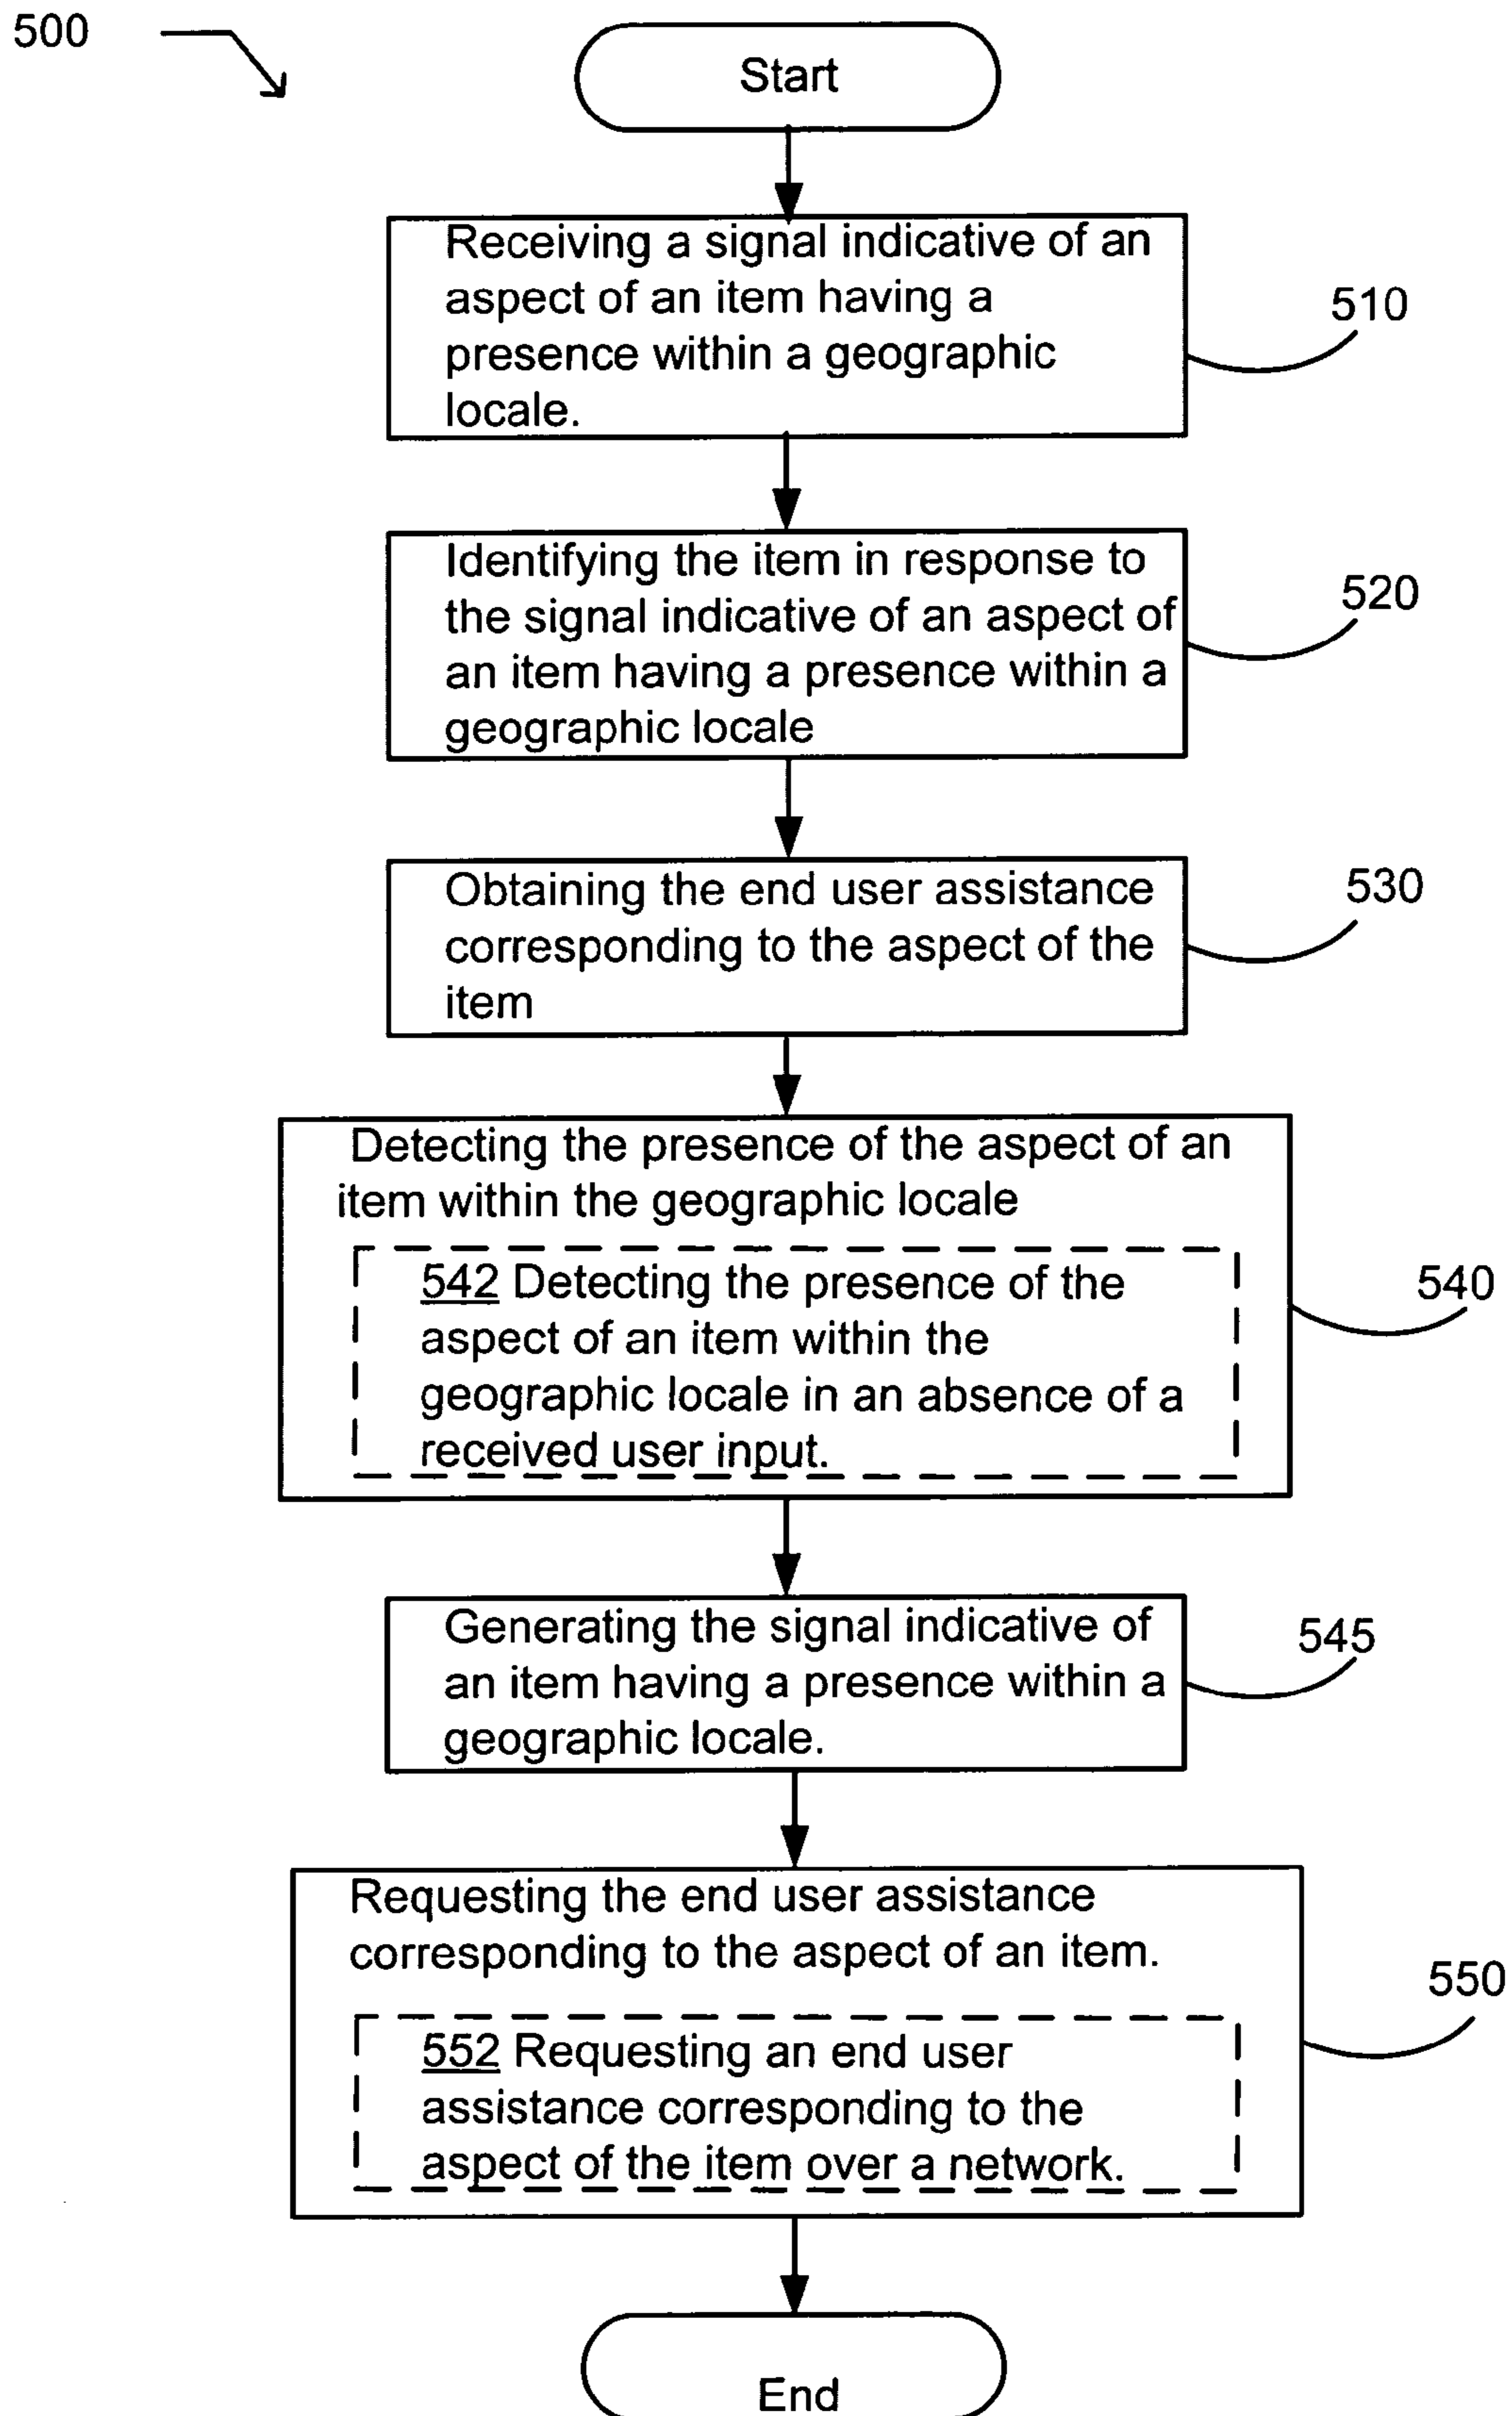 500
Start
Receiving a signal indicative of an
aspect of an item having a
presence within a geographic
locale.
510
Identifying the item in response to
the signal indicative of an aspect of
an item having a presence within a
geographic locale
520
Obtaining the end user assistance
corresponding to the aspect of the
item
530
Detecting the presence of the aspect of an
item within the geographic locale
542 Detecting the presence of the
aspect of an item within the
geographic locale in an absence of a
received user input.
540
Generating the signal indicative of
an item having a presence within a
geographic locale.
545
Requesting the end user assistance
corresponding to the aspect of an item.
552 Requesting an end user
assistance corresponding to the
aspect of the item over a network.
550
End